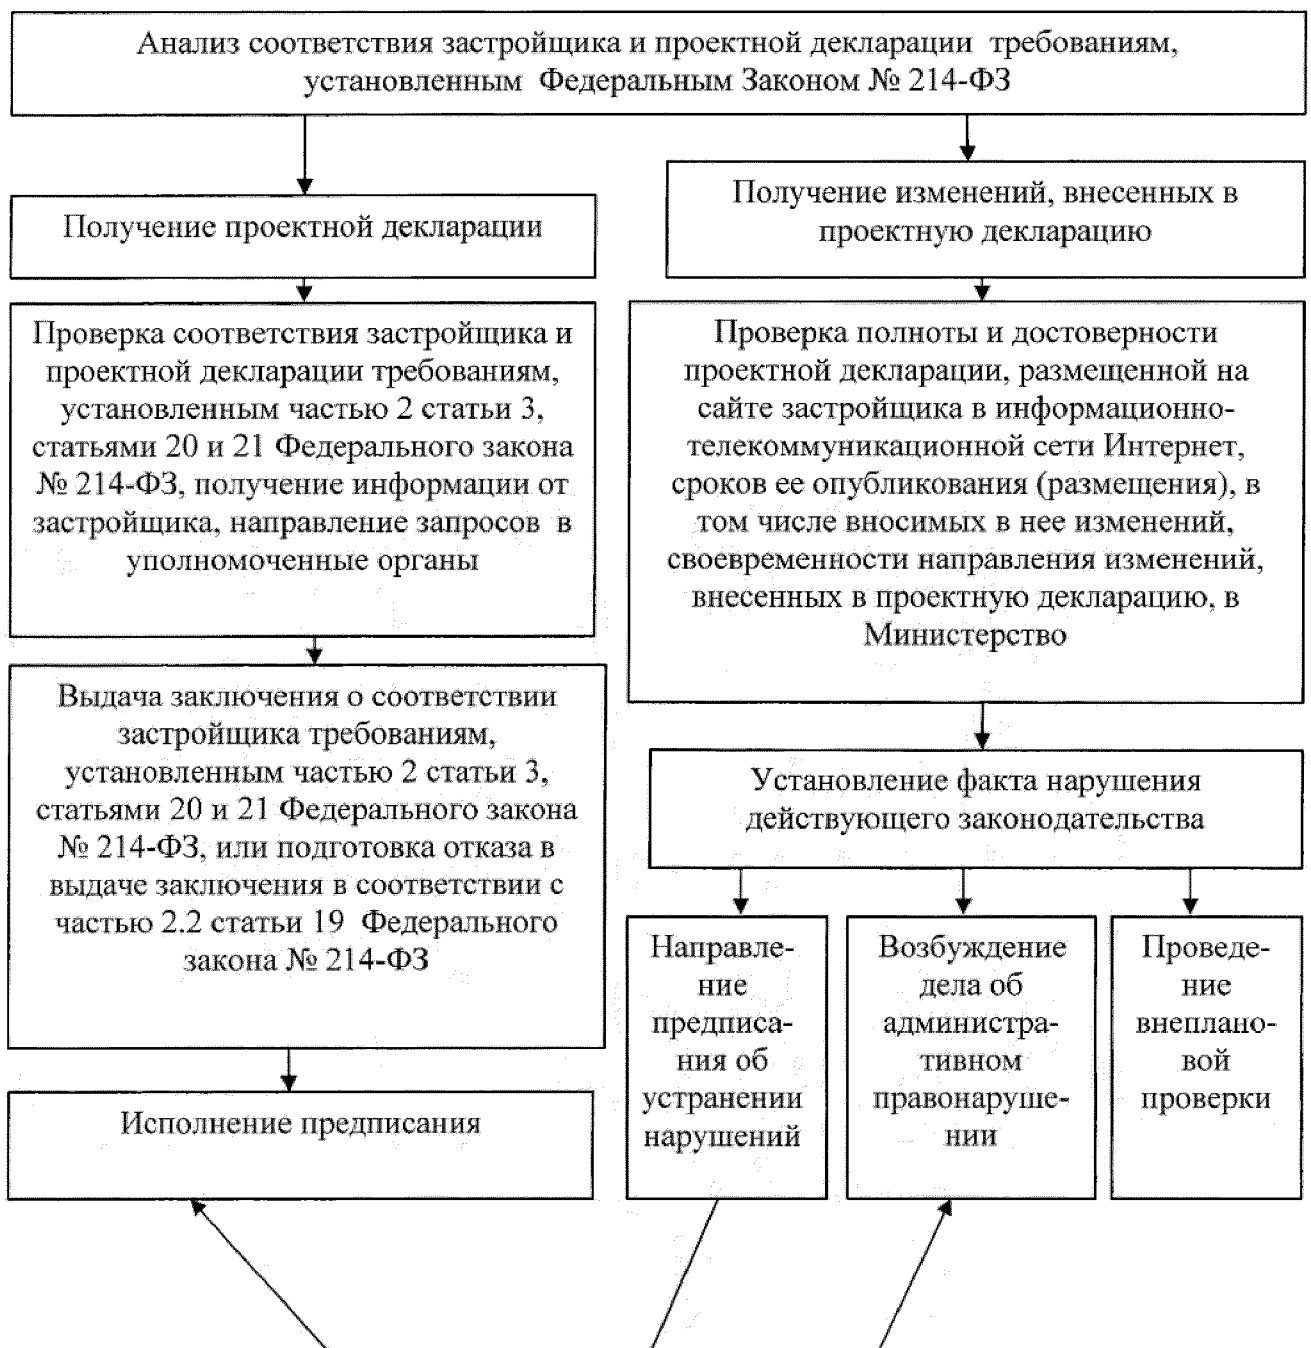 Анализ соответствия застройщика и проектной декларации требованиям,
установленным Федеральным Законом № 214-ФЗ
Получение проектной декларации
Получение изменений, внесенных в
проектную декларацию
Проверка соответствия застройщика и
проектной декларации требованиям,
установленным частью 2 статьи 3,
статьями 20 и 21 Федерального закона
№ 214-ФЗ, получение информации от
застройщика, направление запросов в
уполномоченные органы
Проверка полноты и достоверности
проектной декларации, размещенной на
сайте застройщика в информационно-
телекоммуникационной сети Интернет,
сроков ее опубликования (размещения), в
том числе вносимых в нее изменений,
своевременности направления изменений,
внесенных в проектную декларацию, в
Министерство
Выдача заключения о соответствии
застройщика требованиям,
установленным частью 2 статьи 3,
статьями 20 и 21 Федерального закона
№ 214-ФЗ, или подготовка отказа в
выдаче заключения в соответствии с
частью 2.2 статьи 19 Федерального
закона № 214-ФЗ
Установление факта нарушения
действующего законодательства
Направле-
ние
предписа-
ния об
устранении
нарушений
Возбуждение
дела об
администра-
тивном
правонаруше-
нии
Проведе-
ние
внеплано-
вой
проверки
Исполнение предписания